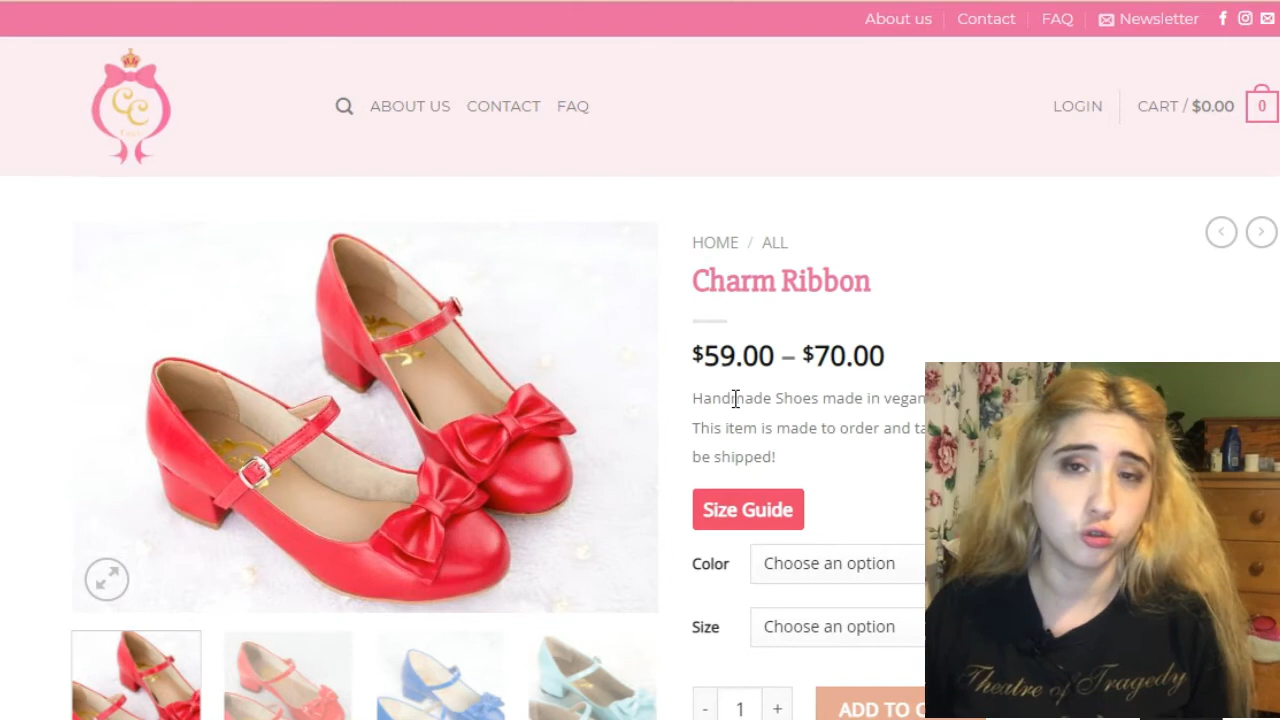 About us
Contact
FAQ
Newsletter
CC
ABOUT US
CONTACT
FAQ
LOGIN
CART / $0.00
0
HOME / ALL
Charm Ribbon
$59.00 – $70.00
Handmade Shoes made in vegan
This item is made to order and
be shipped!
Size Guide
Color
Choose an option
Size
Choose an option
- 1 +
ADD TO
Theatre of Tragedy